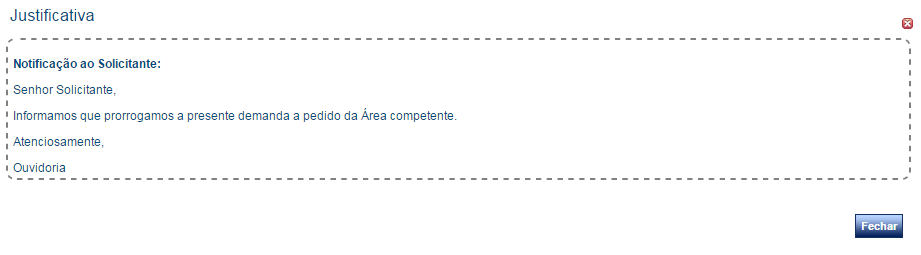 Justificativa
Notificação ao Solicitante:
Senhor Solicitante,
Informamos que prorrogamos a presente demanda a pedido da Área competente.
Atenciosamente,
Ouvidoria
Fechar